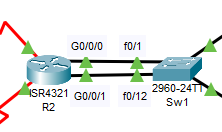 G0/0/0 f0/1
ISR4321 2960-24TT
R2 Sw1
G0/0/1 f0/12